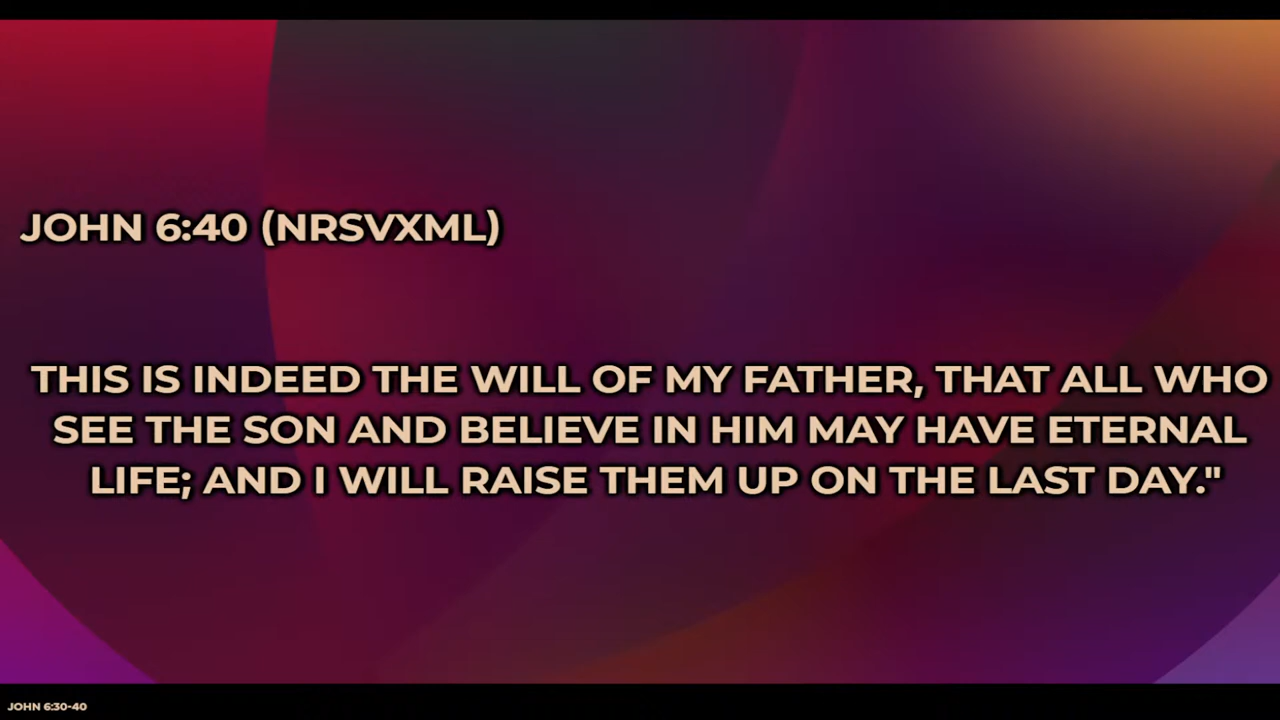 JOHN 6:40 (NRSVXML)
THIS IS INDEED THE WILL OF MY FATHER, THAT ALL WHO
SEE THE SON AND BELIEVE IN HIM MAY HAVE ETERNAL
LIFE; AND I WILL RAISE THEM UP ON THE LAST DAY."
JOHN 6:30-40